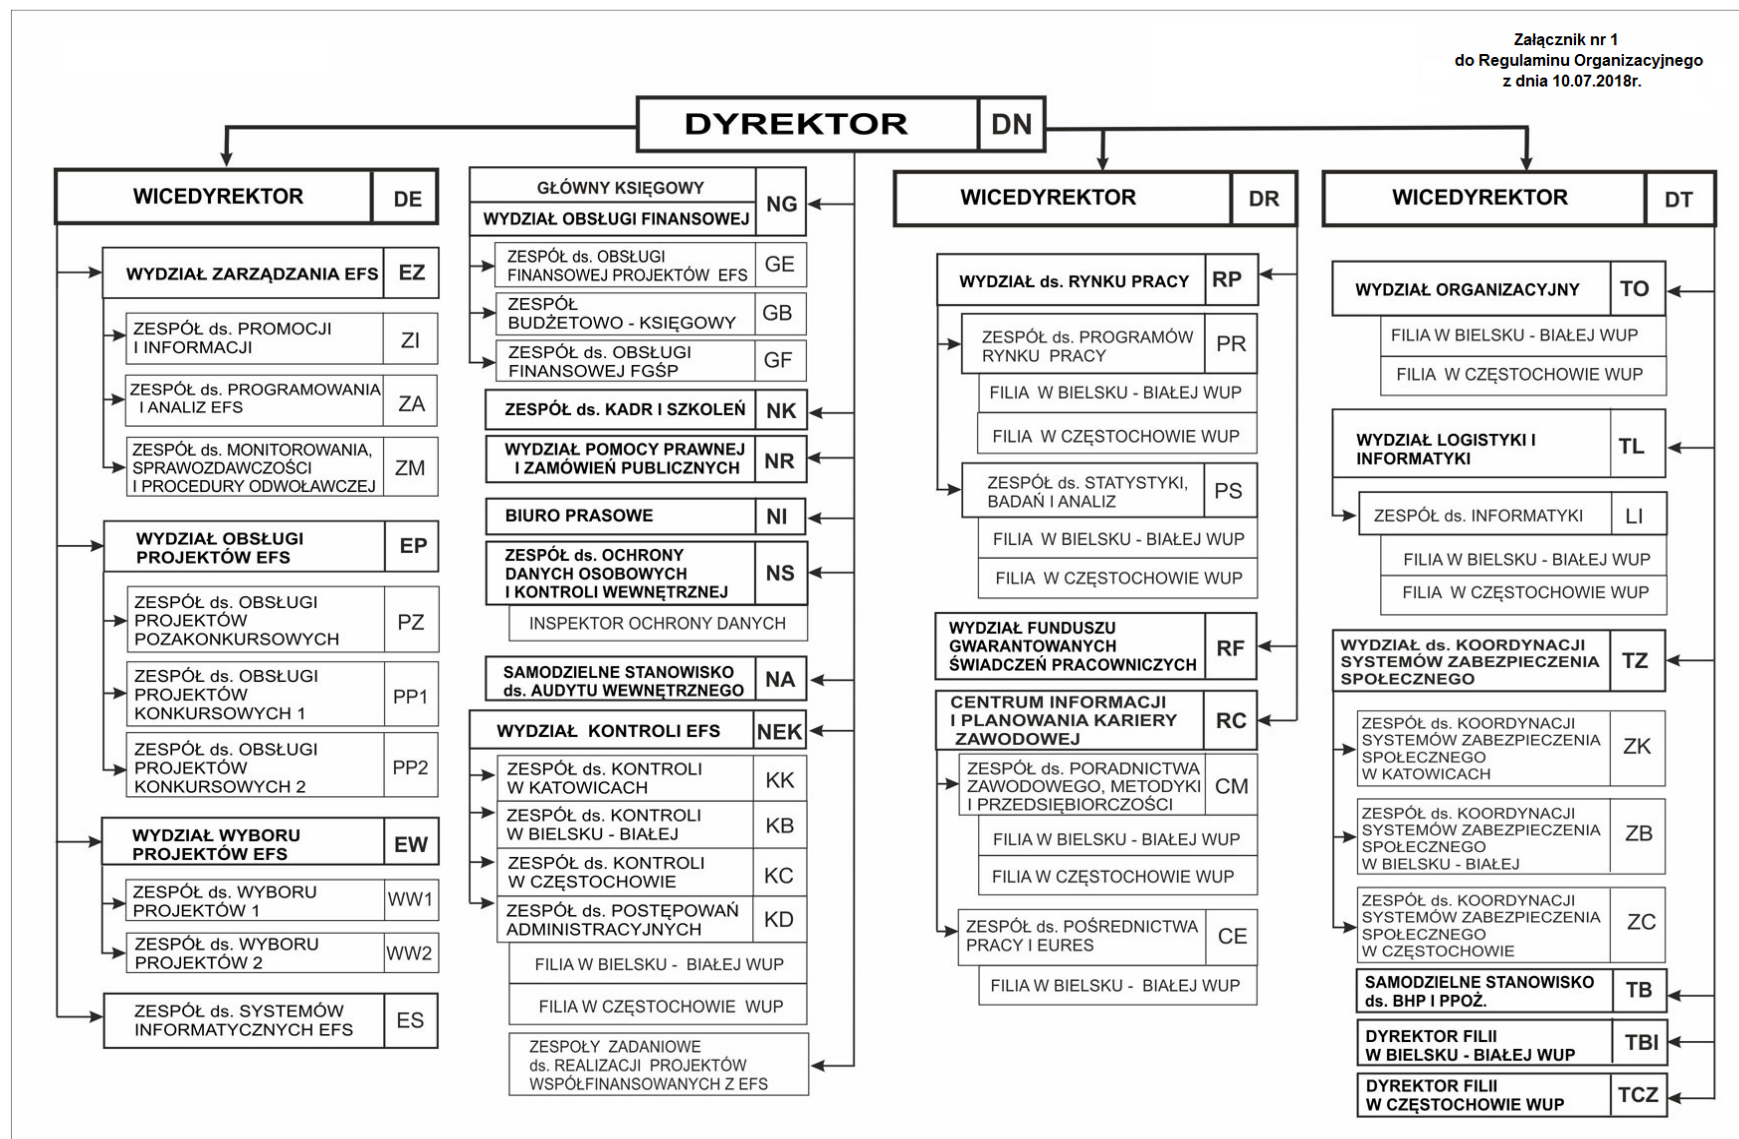 Załącznik nr 1
do Regulaminu Organizacyjnego
z dnia 10.07.2018r.
DYREKTOR DN
WICEDYREKTOR DE
WYDZIAŁ ZARZĄDZANIA EFS EZ
ZESPÓŁ ds. PROMOCJI
I INFORMACJI ZI
ZESPÓŁ ds. PROGRAMOWANIA
I ANALIZ EFS ZA
ZESPÓŁ ds. MONITOROWANIA,
SPRAWOZDAWCZOŚCI
I PROCEDURY ODWOŁAWCZEJ ZM
WYDZIAŁ OBSŁUGI
PROJEKTÓW EFS EP
ZESPÓŁ ds. OBSŁUGI
PROJEKTÓW
POZAKONKURSOWYCH PZ
ZESPÓŁ ds. OBSŁUGI
PROJEKTÓW
KONKURSOWYCH 1 PP1
ZESPÓŁ ds. OBSŁUGI
PROJEKTÓW
KONKURSOWYCH 2 PP2
WYDZIAŁ WYBORU
PROJEKTÓW EFS EW
ZESPÓŁ ds. WYBORU
PROJEKTÓW 1 WW1
ZESPÓŁ ds. WYBORU
PROJEKTÓW 2 WW2
ZESPÓŁ ds. SYSTEMÓW
INFORMATYCZNYCH EFS ES
GŁÓWNY KSIĘGOWY
WYDZIAŁ OBSŁUGI FINANSOWEJ NG
ZESPÓŁ ds. OBSŁUGI
FINANSOWEJ PROJEKTÓW EFS GE
ZESPÓŁ
BUDŻETOWO - KSIĘGOWY GB
ZESPÓŁ ds. OBSŁUGI
FINANSOWEJ FGŚP GF
ZESPÓŁ ds. KADR I SZKOLEŃ NK
WYDZIAŁ POMOCY PRAWNEJ
I ZAMÓWIEŃ PUBLICZNYCH NR
BIURO PRASOWE NI
ZESPÓŁ ds. OCHRONY
DANYCH OSOBOWYCH
I KONTROLI WEWNĘTRZNEJ NS
INSPEKTOR OCHRONY DANYCH
SAMODZIELNE STANOWISKO
ds. AUDYTU WEWNĘTRZNEGO NA
WYDZIAŁ KONTROLI EFS NEK
ZESPÓŁ ds. KONTROLI
W KATOWICACH KK
ZESPÓŁ ds. KONTROLI
W BIELSKU - BIAŁEJ KB
ZESPÓŁ ds. KONTROLI
W CZĘSTOCHOWIE KC
ZESPÓŁ ds. POSTĘPOWAŃ
ADMINISTRACYJNYCH KD
FILIA W BIELSKU - BIAŁEJ WUP
FILIA W CZĘSTOCHOWIE WUP
ZESPOŁY ZADANIOWE
ds. REALIZACJI PROJEKTÓW
WSPÓŁFINANSOWANYCH Z EFS
WICEDYREKTOR DR
WYDZIAŁ ds. RYNKU PRACY RP
ZESPÓŁ ds. PROGRAMÓW
RYNKU PRACY PR
FILIA W BIELSKU - BIAŁEJ WUP
FILIA W CZĘSTOCHOWIE WUP
ZESPÓŁ ds. STATYSTYKI,
BADAŃ I ANALIZ PS
FILIA W BIELSKU - BIAŁEJ WUP
FILIA W CZĘSTOCHOWIE WUP
WYDZIAŁ FUNDUSZU
GWARANTOWANYCH
ŚWIADCZEŃ PRACOWNICZYCH RF
CENTRUM INFORMACJI
I PLANOWANIA KARIERY
ZAWODOWEJ RC
ZESPÓŁ ds. PORADNICTWA
ZAWODOWEGO, METODYKI
I PRZEDSIĘBIORCZOŚCI CM
FILIA W BIELSKU - BIAŁEJ WUP
FILIA W CZĘSTOCHOWIE WUP
ZESPÓŁ ds. POŚREDNICTWA
PRACY I EURES CE
FILIA W BIELSKU - BIAŁEJ WUP
WICEDYREKTOR DT
WYDZIAŁ ORGANIZACYJNY TO
FILIA W BIELSKU - BIAŁEJ WUP
FILIA W CZĘSTOCHOWIE WUP
WYDZIAŁ LOGISTYKI I
INFORMATYKI TL
ZESPÓŁ ds. INFORMATYKI LI
FILIA W BIELSKU - BIAŁEJ WUP
FILIA W CZĘSTOCHOWIE WUP
WYDZIAŁ ds. KOORDYNACJI
SYSTEMÓW ZABEZPIECZENIA
SPOŁECZNEGO TZ
ZESPÓŁ ds. KOORDYNACJI
SYSTEMÓW ZABEZPIECZENIA
SPOŁECZNEGO
W KATOWICACH ZK
ZESPÓŁ ds. KOORDYNACJI
SYSTEMÓW ZABEZPIECZENIA
SPOŁECZNEGO
W BIELSKU - BIAŁEJ ZB
ZESPÓŁ ds. KOORDYNACJI
SYSTEMÓW ZABEZPIECZENIA
SPOŁECZNEGO
W CZĘSTOCHOWIE ZC
SAMODZIELNE STANOWISKO
ds. BHP I PPOŻ. TB
DYREKTOR FILII
W BIELSKU - BIAŁEJ WUP TBI
DYREKTOR FILII
W CZĘSTOCHOWIE WUP TCZ